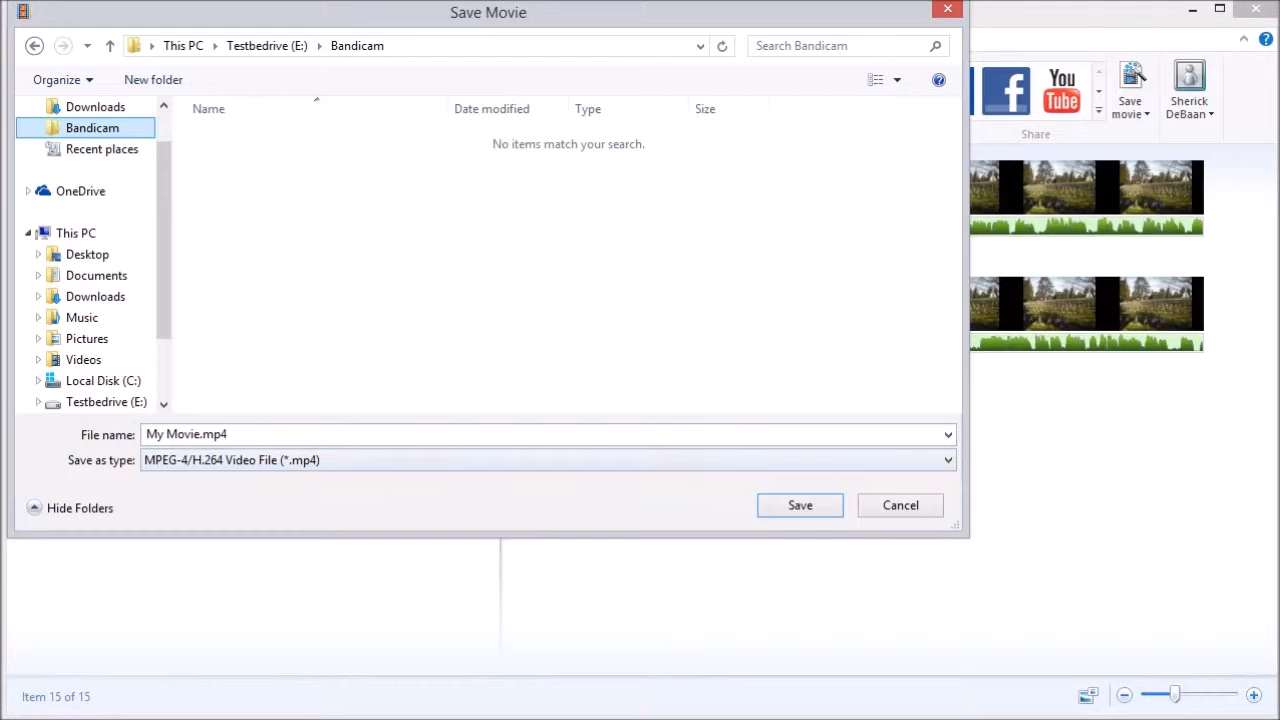 Save Movie
This PC
Testbedrive (E:)
Bandicam
Search Bandicam
Organize
New folder
Downloads
Bandicam
Recent places
OneDrive
This PC
Desktop
Documents
Downloads
Music
Pictures
Videos
Local Disk (C:)
Testbedrive (E:)
Name
Date modified
Type
Size
No items match your search.
File name:
My Movie.mp4
Save as type:
MPEG-4/H.264 Video File (*.mp4)
Hide Folders
Save
Cancel
f
You
Tube
Save
movie
Sherick
DeBaan
Share
Item 15 of 15